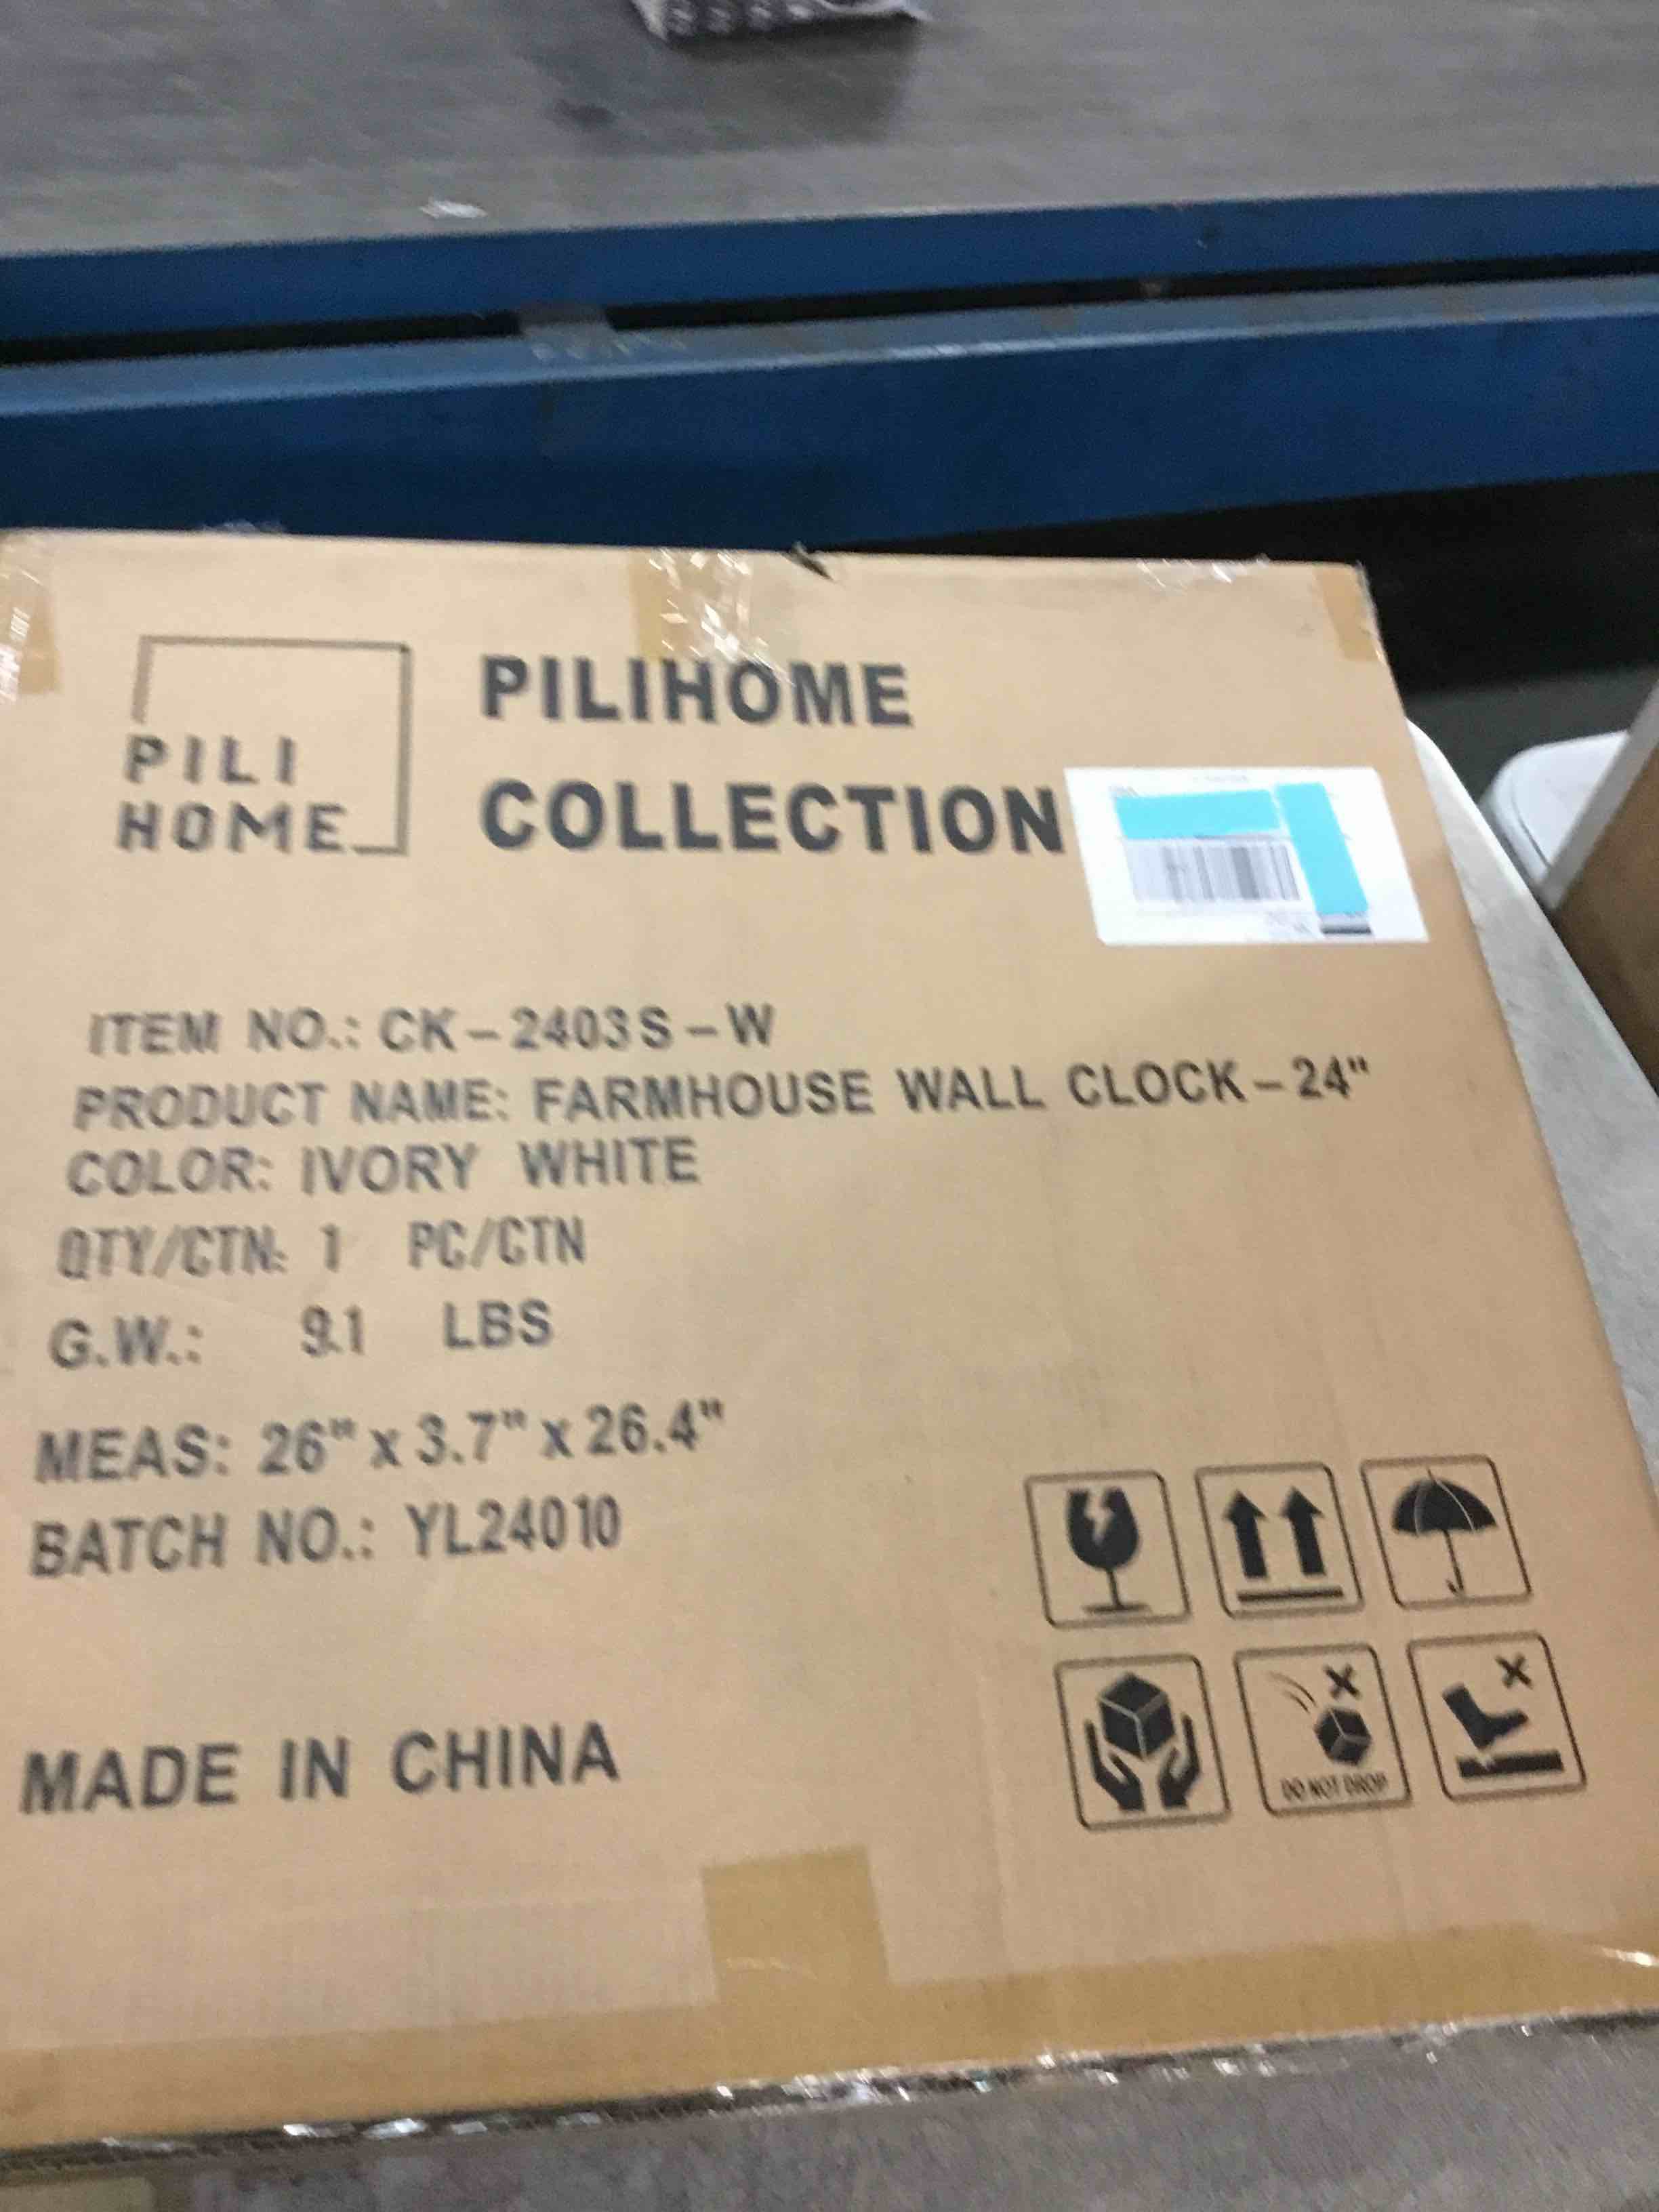 PILI
HOME
PILIHOME
COLLECTION
ITEM NO.: CK-2403S-W
PRODUCT NAME: FARMHOUSE WALL CLOCK-24"
COLOR: IVORY WHITE
QTY/CTN: 1 PC/CTN
G.W.: 9.1 LBS
MEAS: 26" x 3.7" x 26.4"
BATCH NO.: YL24010
MADE IN CHINA
DO NOT DROP